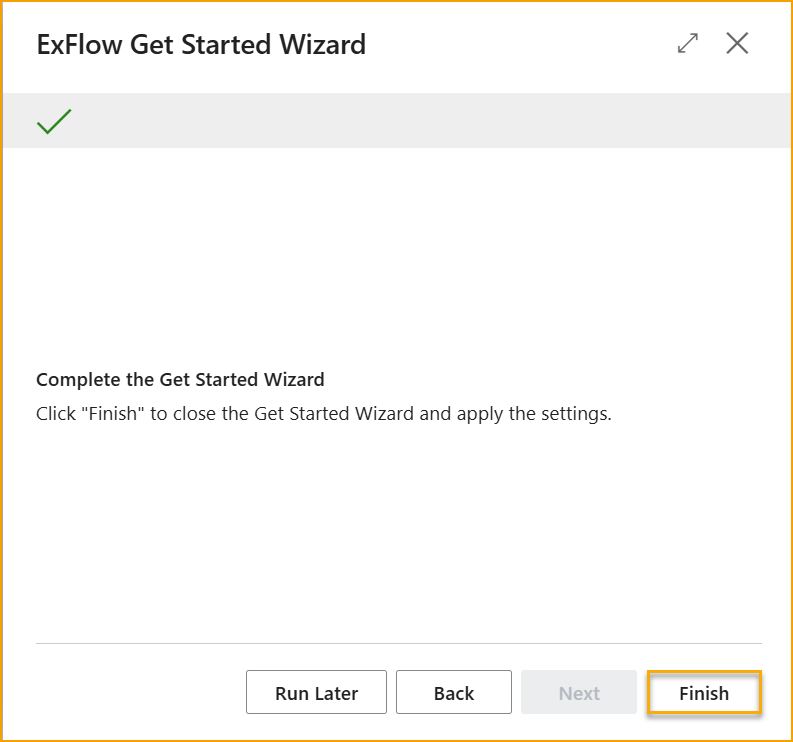 ExFlow Get Started Wizard
Complete the Get Started Wizard
Click "Finish" to close the Get Started Wizard and apply the settings.
Run Later
Back
Next
Finish